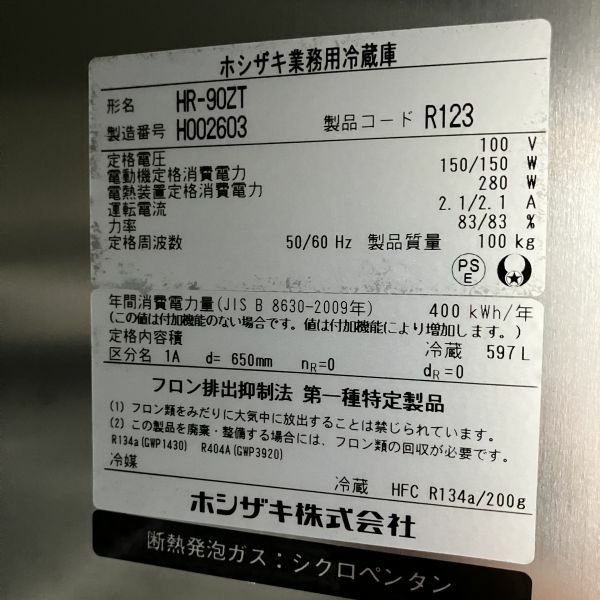 ホシザキ業務用冷蔵庫
形名 HR-90ZT
製造番号 H002603 製品コード R123
定格電圧 100 V
電動機定格消費電力 150/150 W
電熱装置定格消費電力 280 W
運転電流 2.1/2.1 A
力率 83/83 %
定格周波数 50/60 Hz 製品質量 100 kg
PS E
年間消費電力量(JIS B 8630-2009年) 400 kWh/年
(この値は付加機能のない場合です。値は付加機能により増加します。)
定格内容積 冷蔵 597 L
区分名 1A d= 650mm nR=0 dR=0
フロン排出抑制法 第一種特定製品
(1) フロン類をみだりに大気中に放出することは禁じられています。
(2) この製品を廃棄・整備する場合には、フロン類の回収が必要です。
R134a(GWP1430) R404A(GWP3920)
冷媒
冷蔵 HFC R134a/200g
ホシザキ株式会社
断熱発泡ガス：シクロペンタン